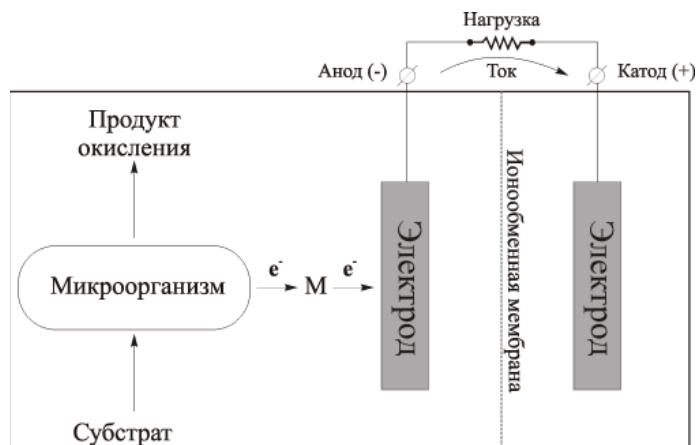 Нагрузка
Анод (-)
Ток
Катод (+)
Продукт
окисления
Ионообменная мембрана
Электрод
Электрод
Микроорганизм
e⁻
М
e⁻
Субстрат